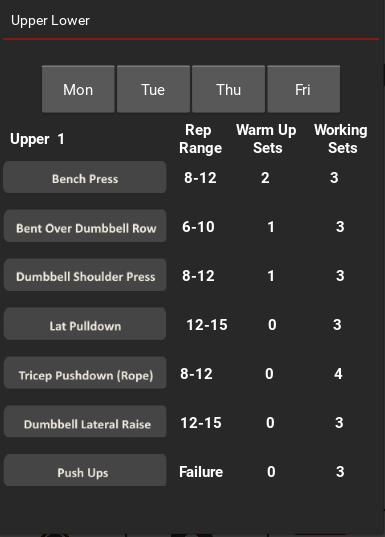 Upper Lower
Mon Tue Thu Fri
Upper 1 Rep Range Warm Up Sets Working Sets
Bench Press 8-12 2 3
Bent Over Dumbbell Row 6-10 1 3
Dumbbell Shoulder Press 8-12 1 3
Lat Pulldown 12-15 0 3
Tricep Pushdown (Rope) 8-12 0 4
Dumbbell Lateral Raise 12-15 0 3
Push Ups Failure 0 3